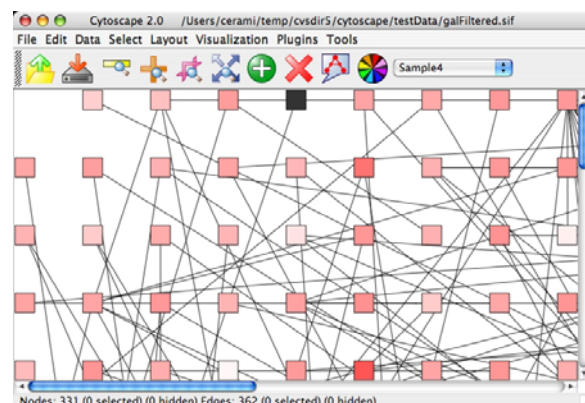 Cytoscape 2.0 /Users/cerami/temp/cvsdir5/cytoscape/testData/galFiltered.sif
File Edit Data Select Layout Visualization Plugins Tools
Sample4
Nodes: 331 (0 selected) (0 hidden) Edges: 362 (0 selected) (0 hidden)